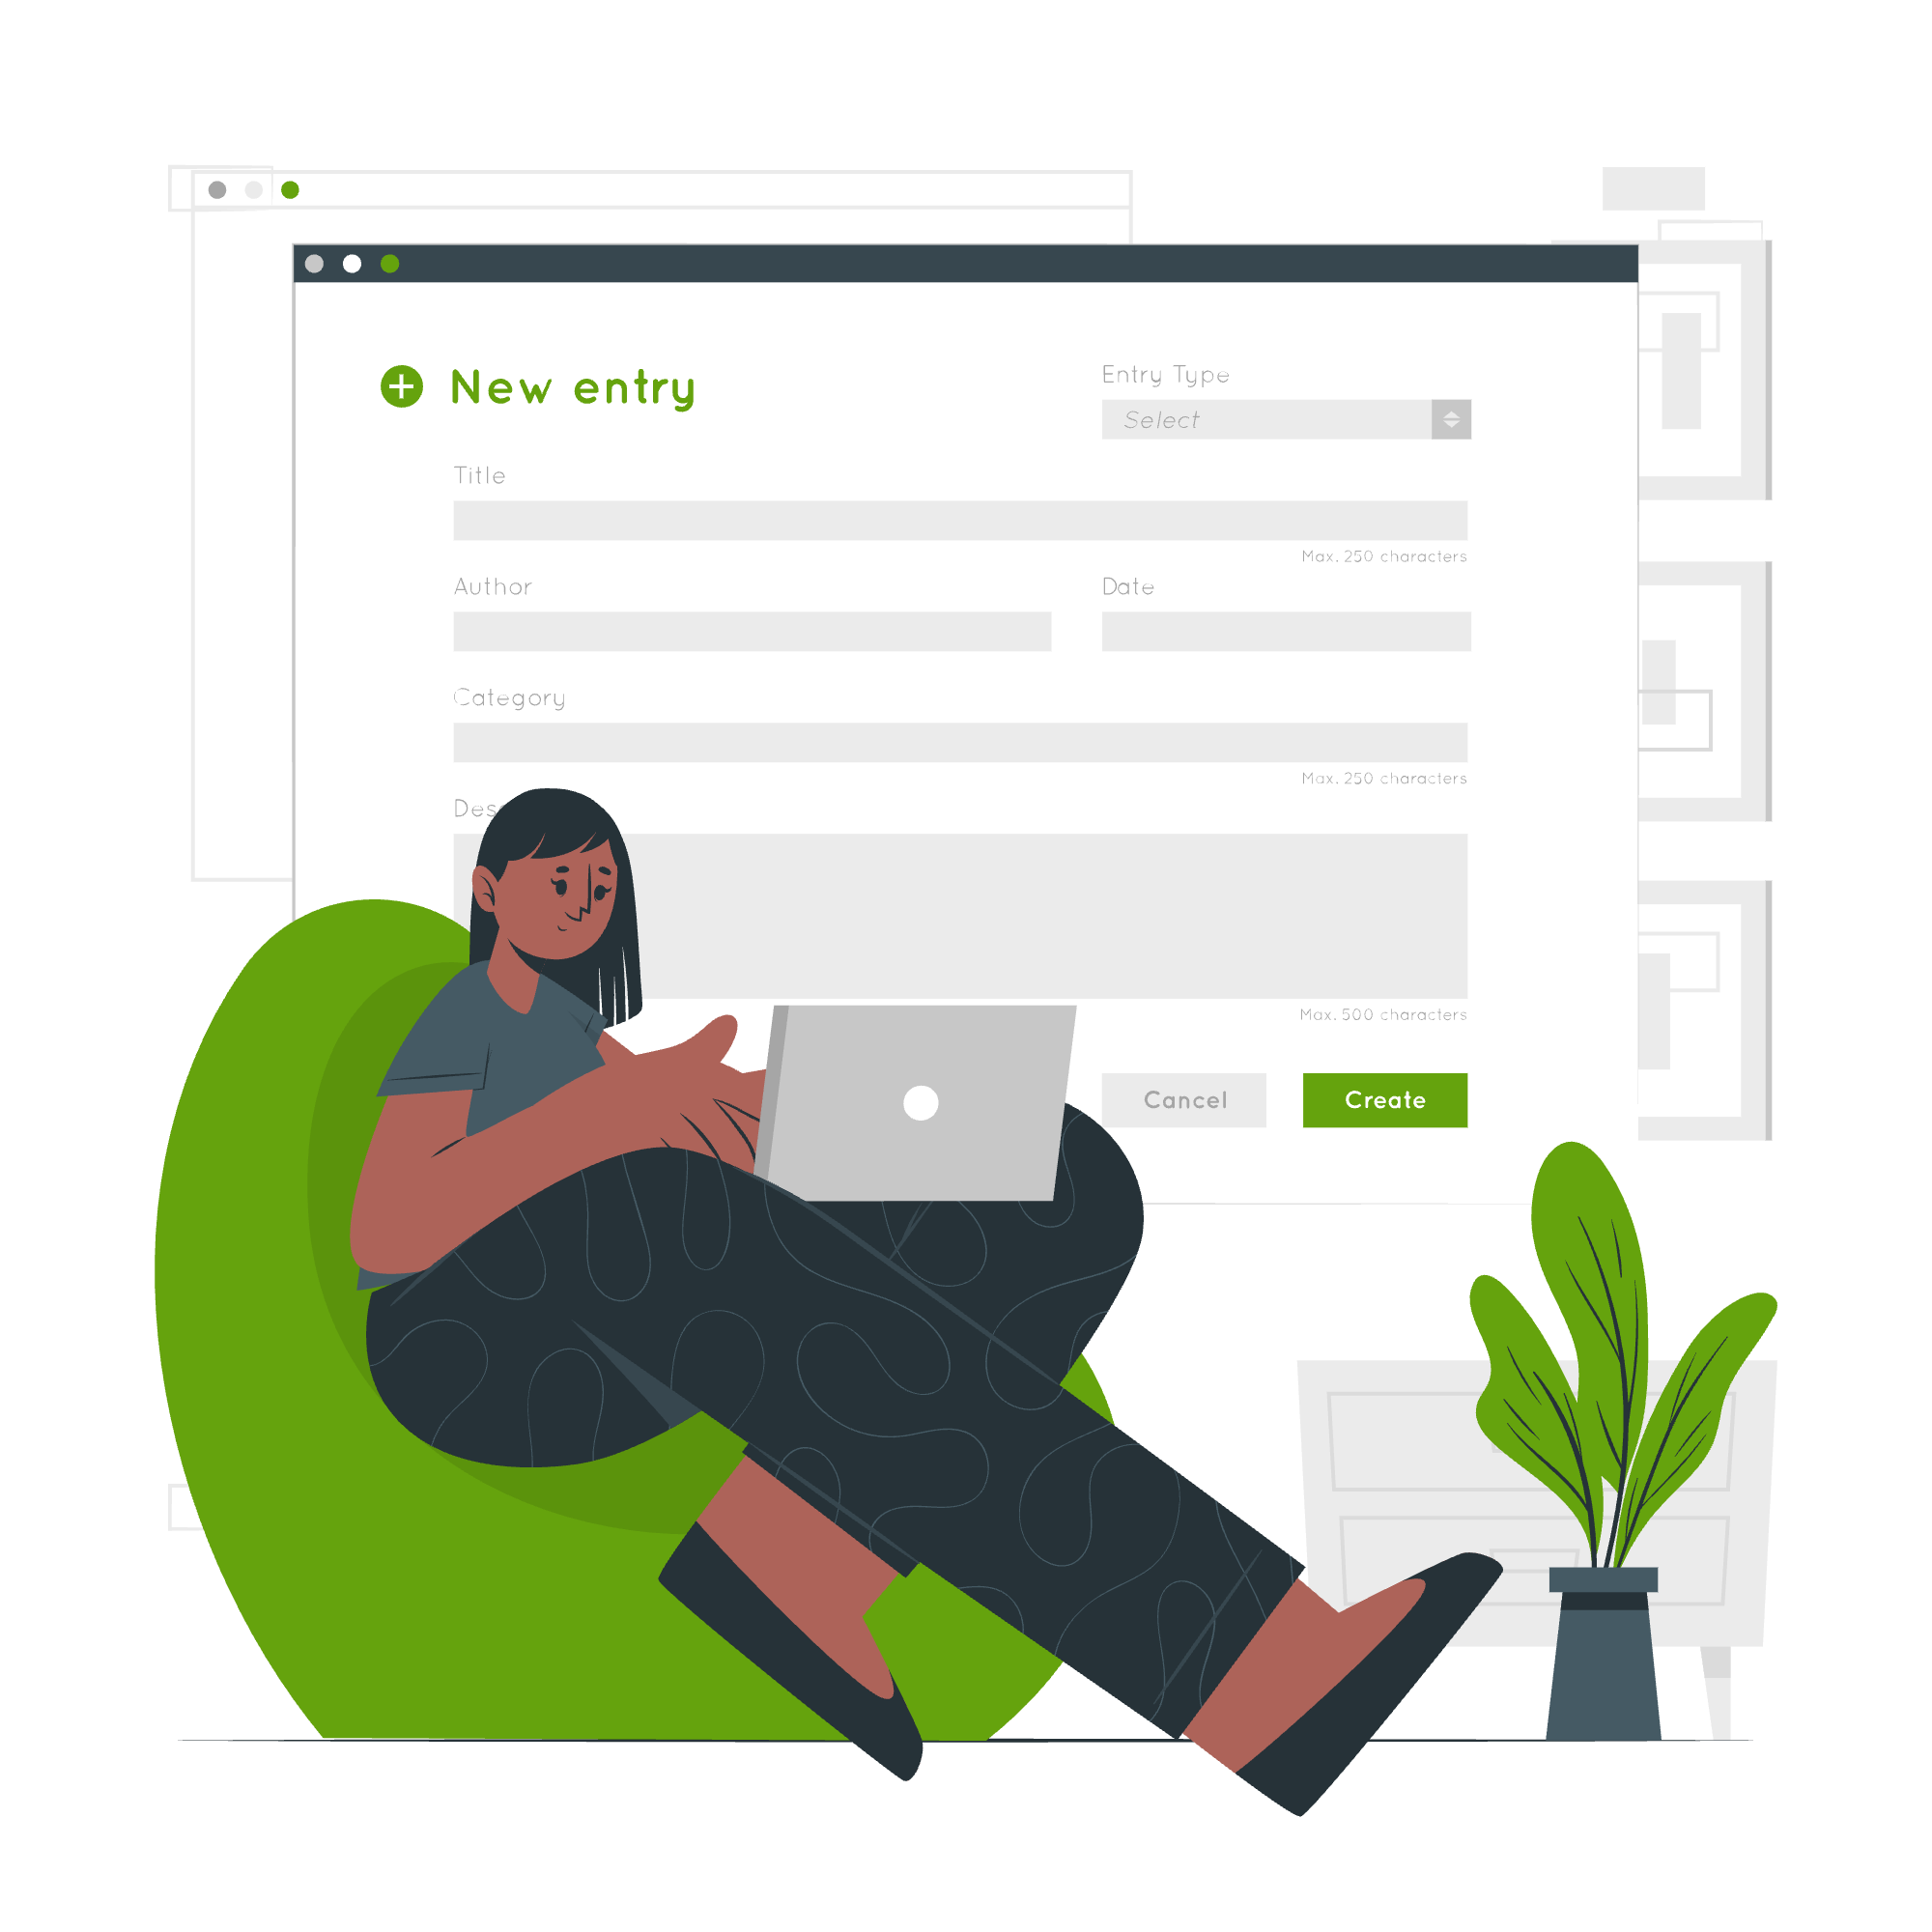 New entry
Entry Type
Select
Title
Max. 250 characters
Author
Date
Category
Max. 250 characters
Des
Max. 500 characters
Cancel
Create